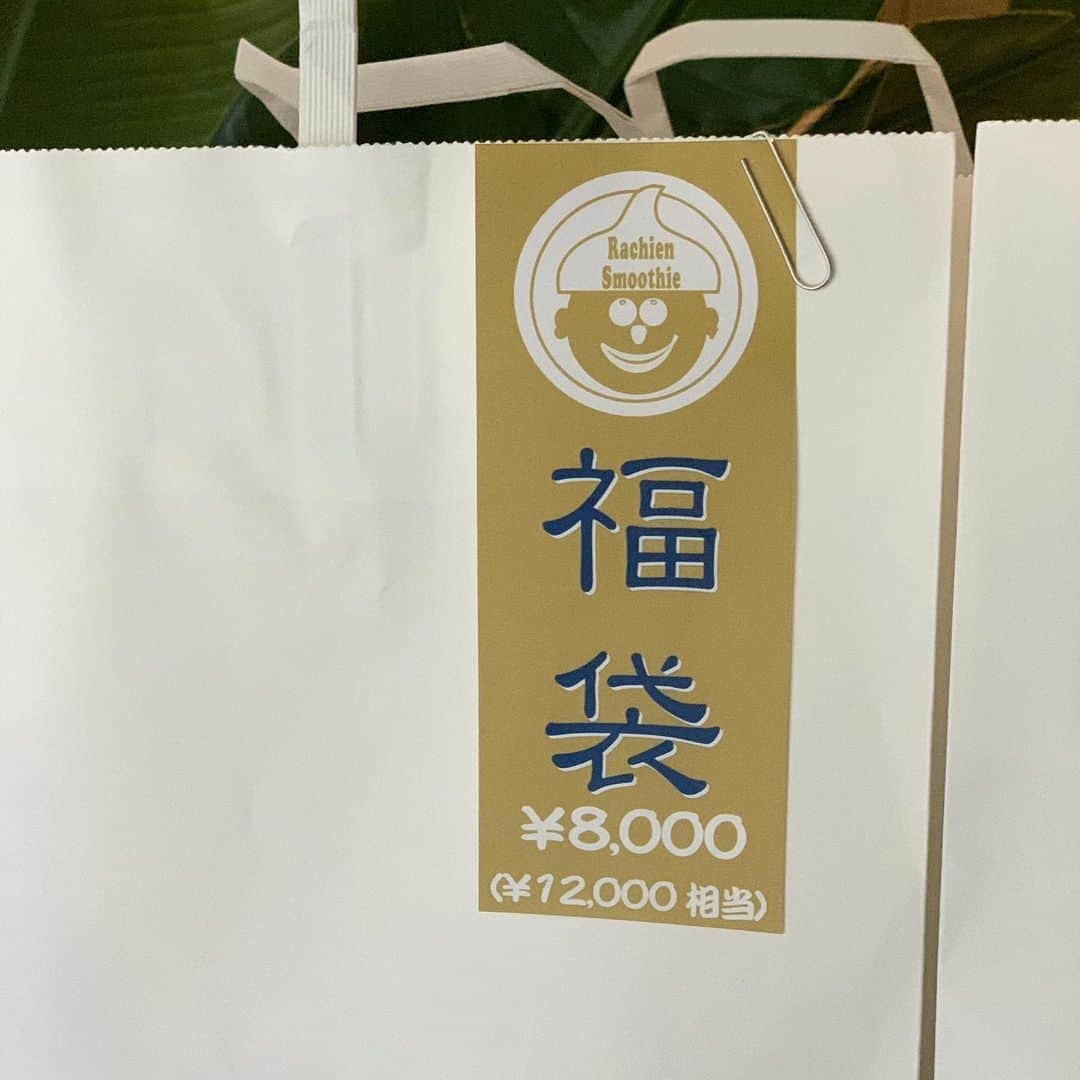 Rachien
Smoothie
福
袋
¥8,000
(¥12,000 相当)